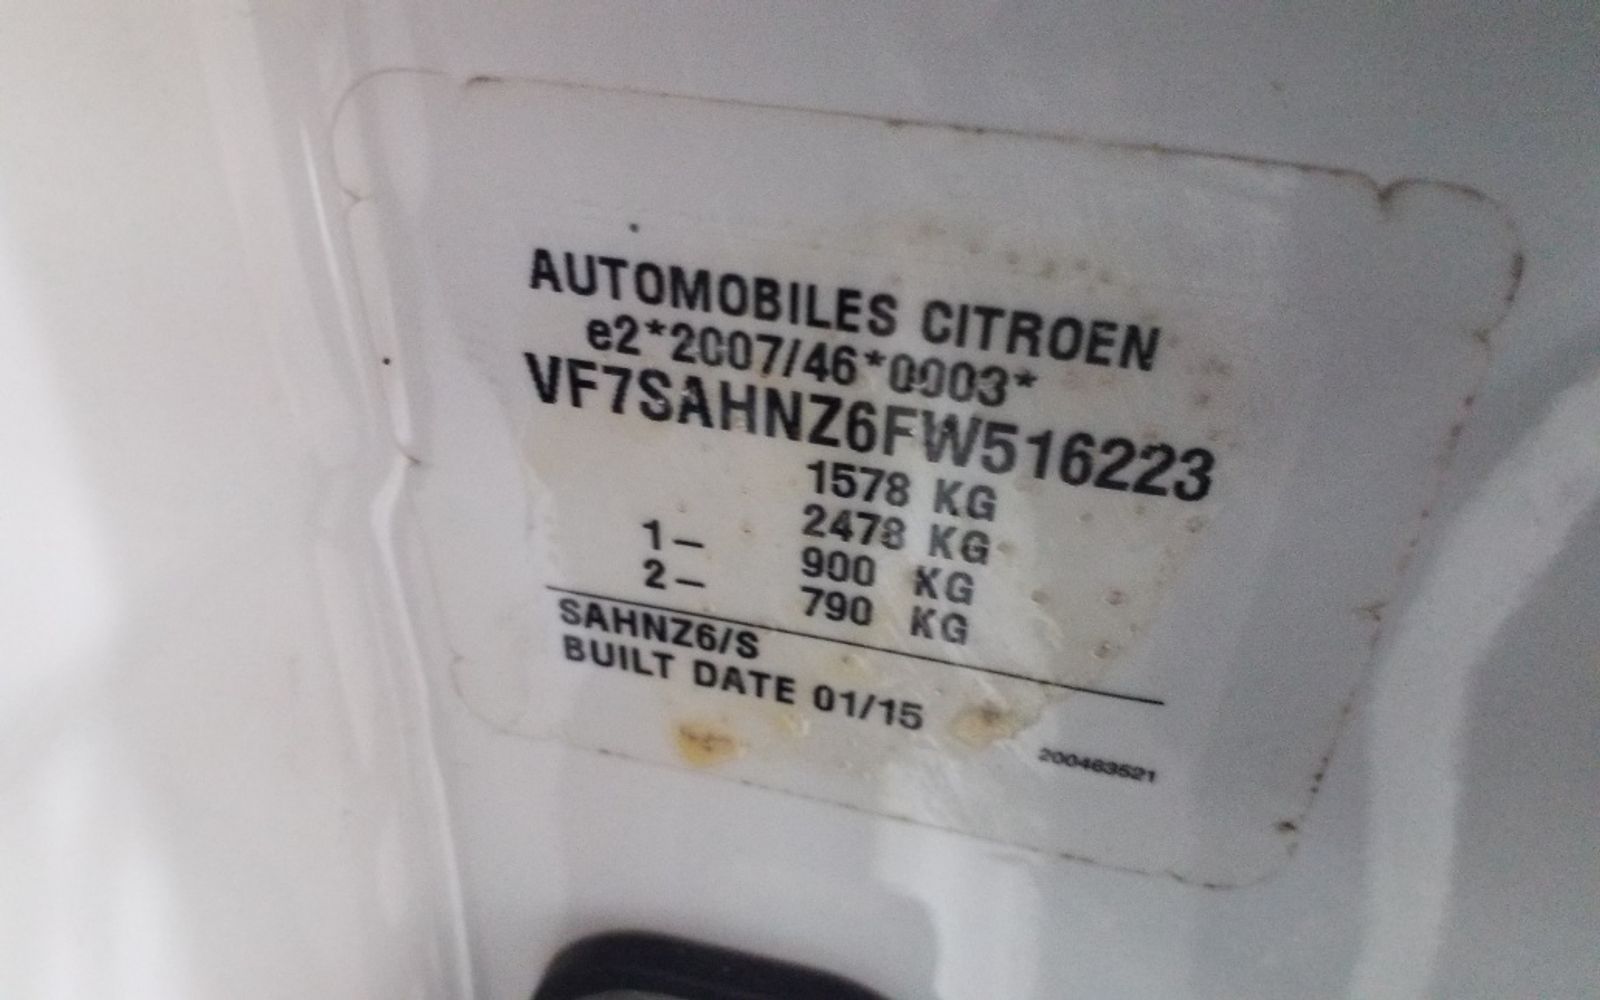 AUTOMOBILES CITROEN
e2*2007/46*0003*
VF7SAHNZ6FW516223
1578 KG
2478 KG
1– 900 KG
2– 790 KG
SAHNZ6/S
BUILT DATE 01/15
200463521